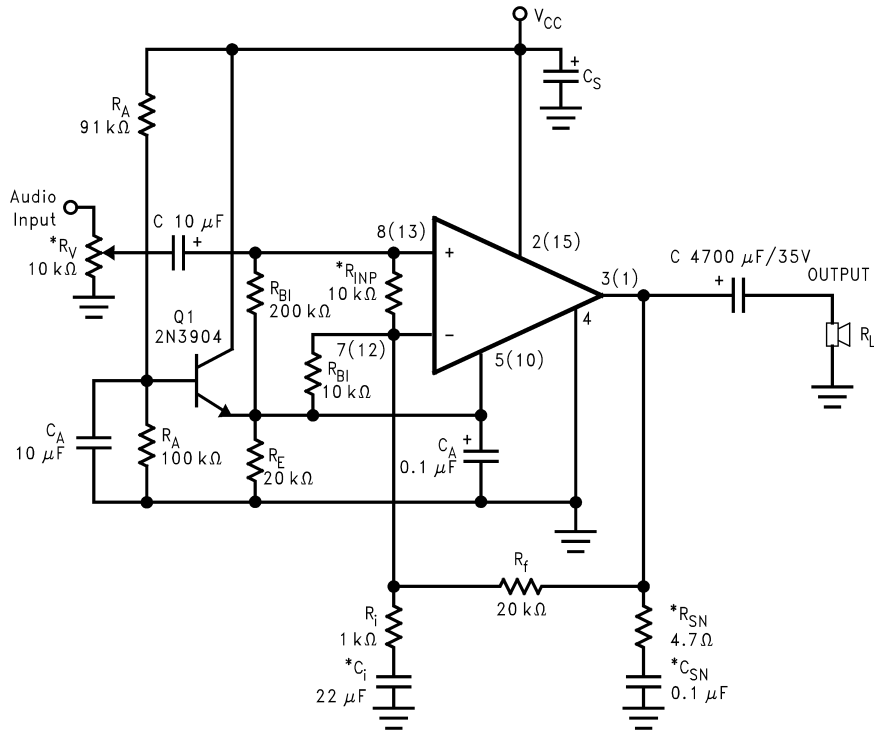 V_CC
+
C_S
R_A
91 kΩ
Audio
Input
*R_V
10 kΩ
C 10 μF
+
8(13)
+
*R_INP
10 kΩ
R_BI
200 kΩ
2(15)
3(1)
C 4700 μF/35V
+
OUTPUT
R_L
4
Q1
2N3904
7(12)
−
5(10)
R_BI
10 kΩ
C_A
10 μF
R_A
100 kΩ
R_E
20 kΩ
C_A
+
0.1 μF
R_f
20 kΩ
R_i
1 kΩ
*C_i
22 μF
*R_SN
4.7Ω
*C_SN
0.1 μF